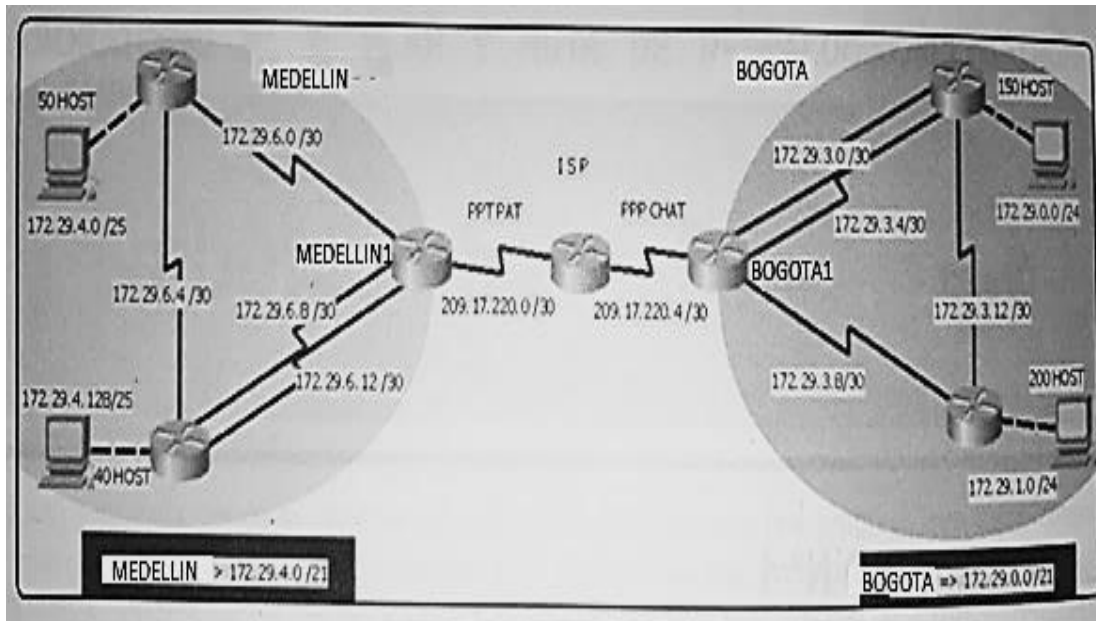 MEDELLIN - -
BOGOTA
50 HOST
150 HOST
172.29.6.0 /30
172.29.3.0 /30
ISP
172.29.4.0 /25
PPT PAT
PPP CHAT
172.29.3.4/30
172.29.0.0 /24
MEDELLIN1
BOGOTA1
172.29.6.4 /30
172.29.6.8 /30
209.17.220.0 /30
209.17.220.4 /30
172.29.3.12 /30
172.29.6.12 /30
172.29.3.8/30
200 HOST
172.29.4.128/25
40 HOST
172.29.1.0 /24
MEDELLIN > 172.29.4.0 /21
BOGOTA => 172.29.0.0 /21